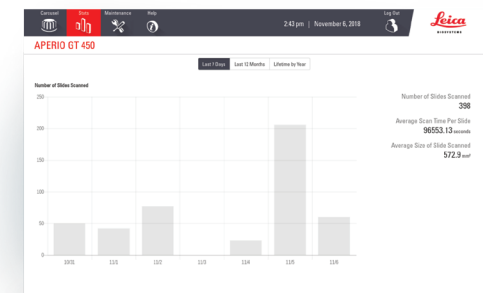 Carousel Stats Maintenance Help Log Out
2:43 pm | November 6, 2018
Leica
BIOSYSTEMS
APERIO GT 450
Last 7 Days Last 12 Months Lifetime by Year
Number of Slides Scanned
250
200
150
100
50
0
10/31 11/1 11/2 11/3 11/4 11/5 11/6
Number of Slides Scanned
398
Average Scan Time Per Slide
96553.13 seconds
Average Size of Slide Scanned
572.9 mm²